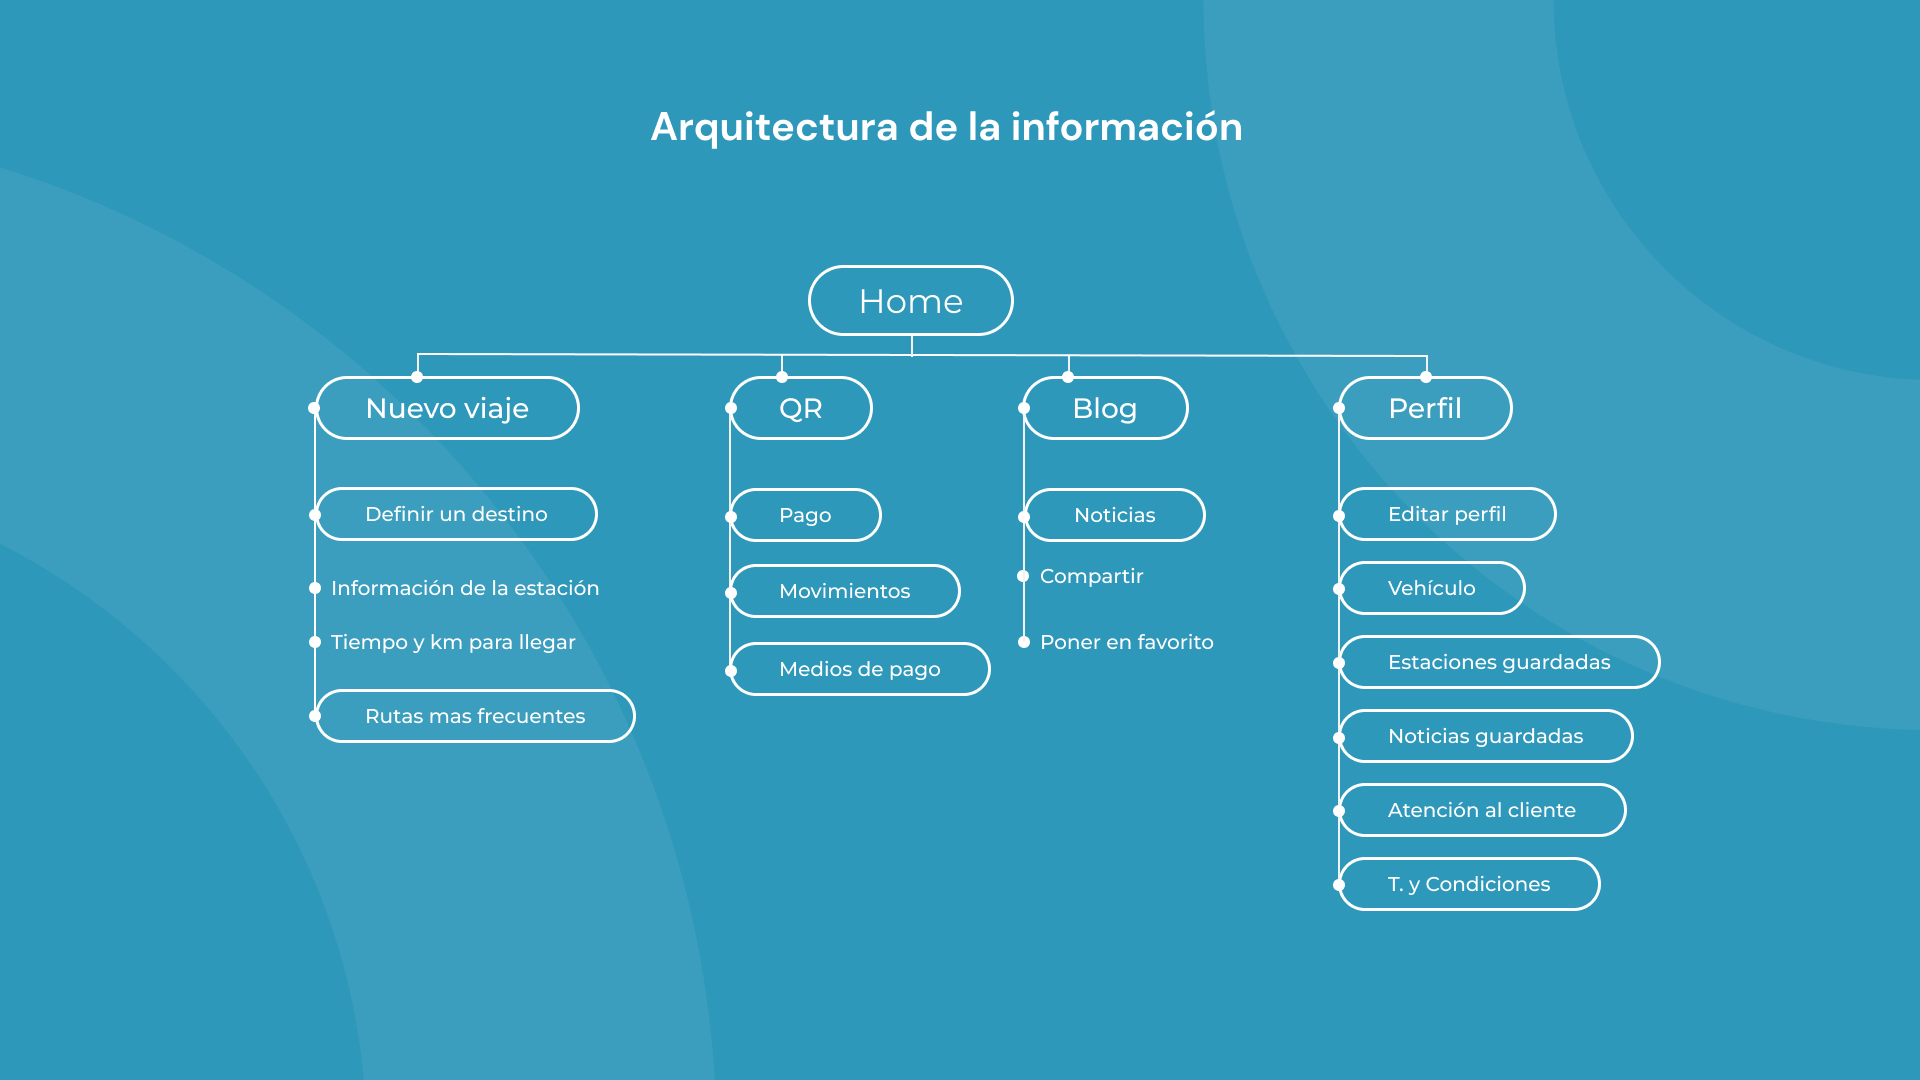 Arquitectura de la información
Home
Nuevo viaje
Definir un destino
Información de la estación
Tiempo y km para llegar
Rutas mas frecuentes
QR
Pago
Movimientos
Medios de pago
Blog
Noticias
Compartir
Poner en favorito
Perfil
Editar perfil
Vehículo
Estaciones guardadas
Noticias guardadas
Atención al cliente
T. y Condiciones